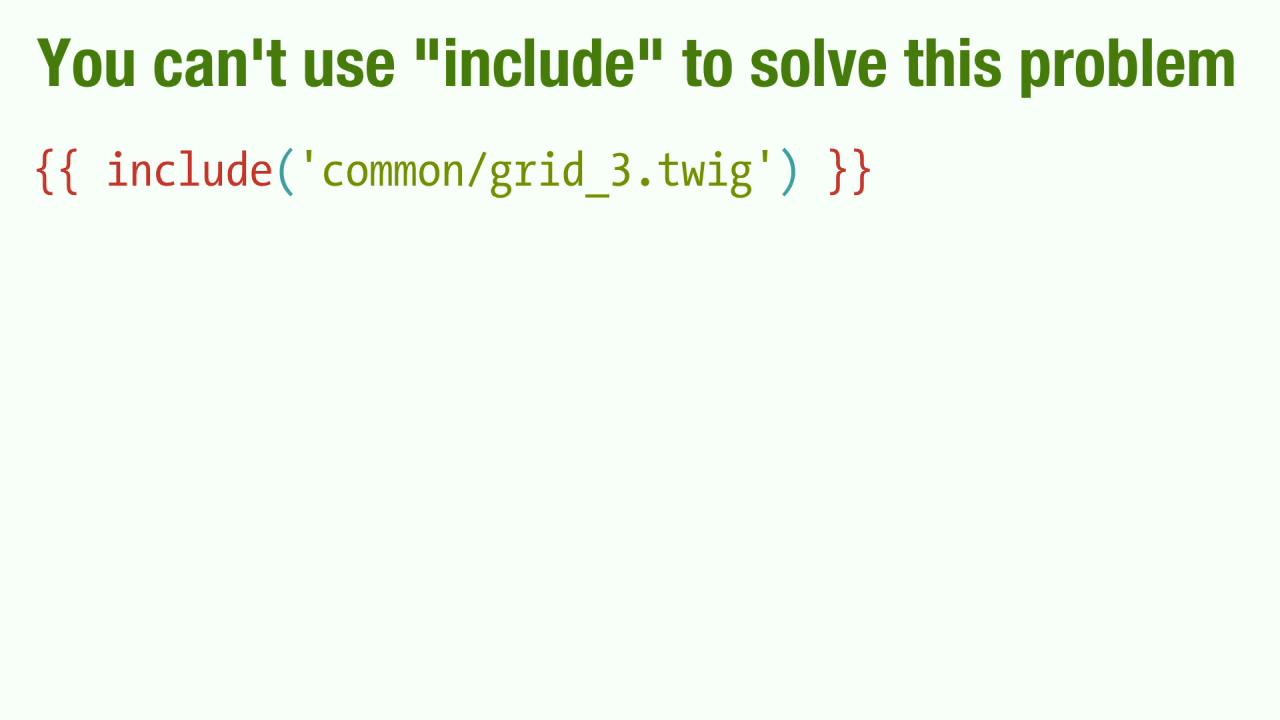 You can't use "include" to solve this problem
{{ include('common/grid_3.twig') }}